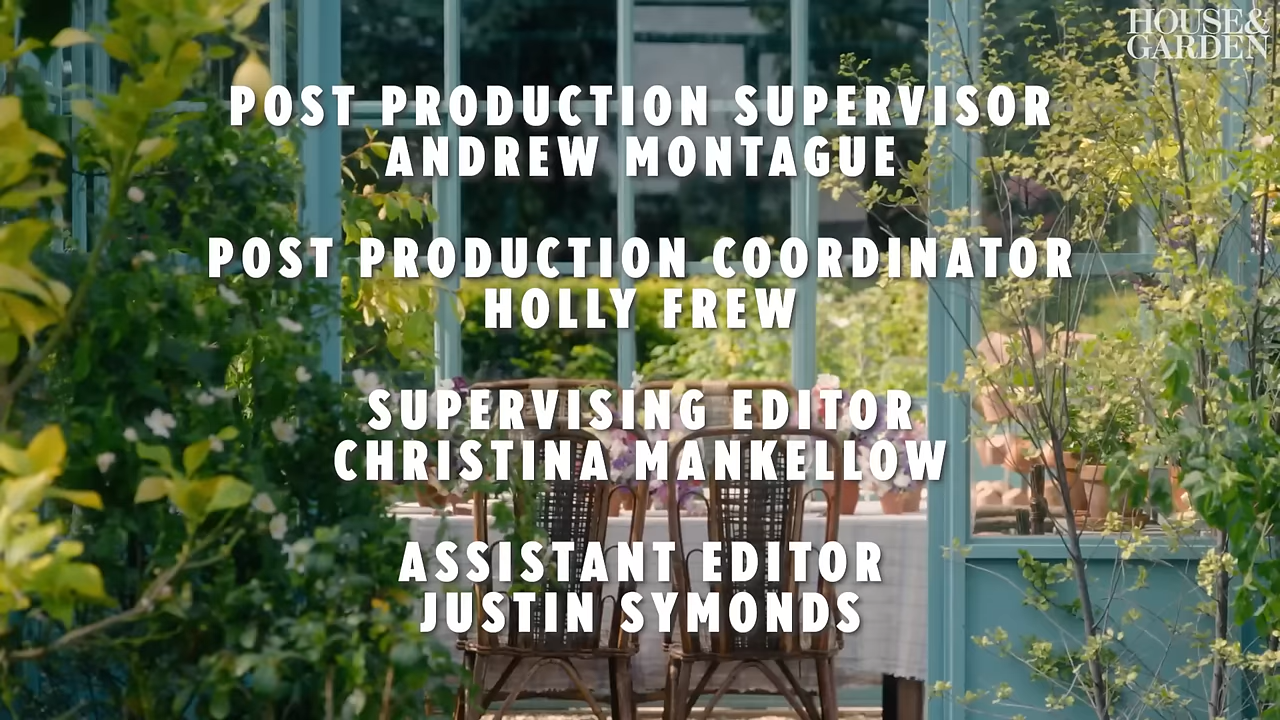 HOUSE&
GARDEN
POST PRODUCTION SUPERVISOR
ANDREW MONTAGUE
POST PRODUCTION COORDINATOR
HOLLY FREW
SUPERVISING EDITOR
CHRISTINA MANKELLOW
ASSISTANT EDITOR
JUSTIN SYMONDS